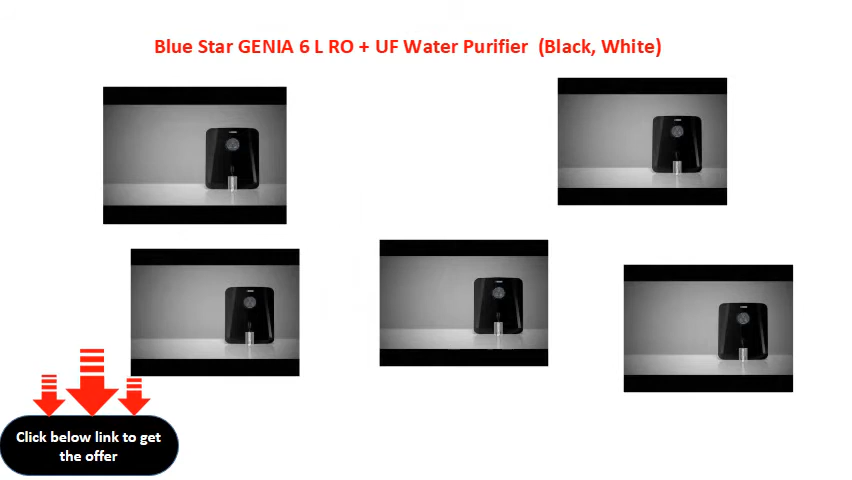 Blue Star GENIA 6 L RO + UF Water Purifier (Black, White)
Click below link to get
the offer